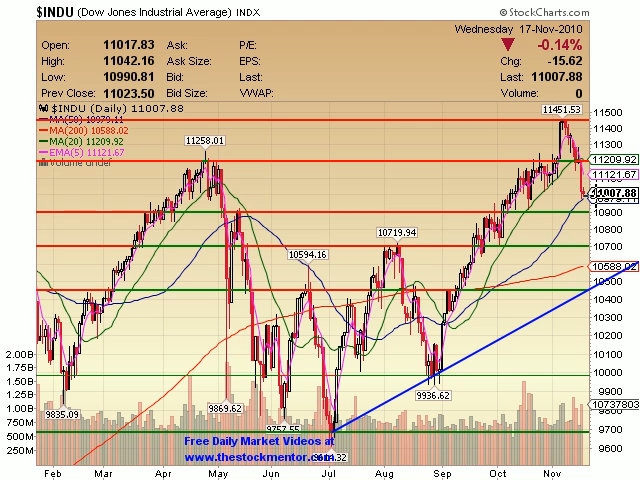 $INDU (Dow Jones Industrial Average) INDX
© StockCharts.com
Wednesday 17-Nov-2010
Open: 11017.83 Ask: P/E: -0.14%
High: 11042.16 Ask Size: EPS: Chg: -15.62
Low: 10990.81 Bid: Last: Last: 11007.88
Prev Close: 11023.50 Bid Size: VWAP: Volume: 0
$INDU (Daily) 11007.88
MA(50) 10979.11
MA(200) 10588.02
MA(20) 11209.92
EMA(5) 11121.67
Volume undef
11451.53
11258.01
10719.94
10594.16
9835.09
9869.62
9757.55
9936.62
11500
11400
11300
11209.92
11121.67
11007.88
10900
10800
10700
10588.02
10500
10400
10300
10200
10100
10000
9900
9800
10737803
9700
9600
2.00B
1.75B
1.50B
1.25B
1.00B
750M
500M
250M
Free Daily Market Videos at
www.thestockmentor.com
Feb Mar Apr May Jun Jul Aug Sep Oct Nov